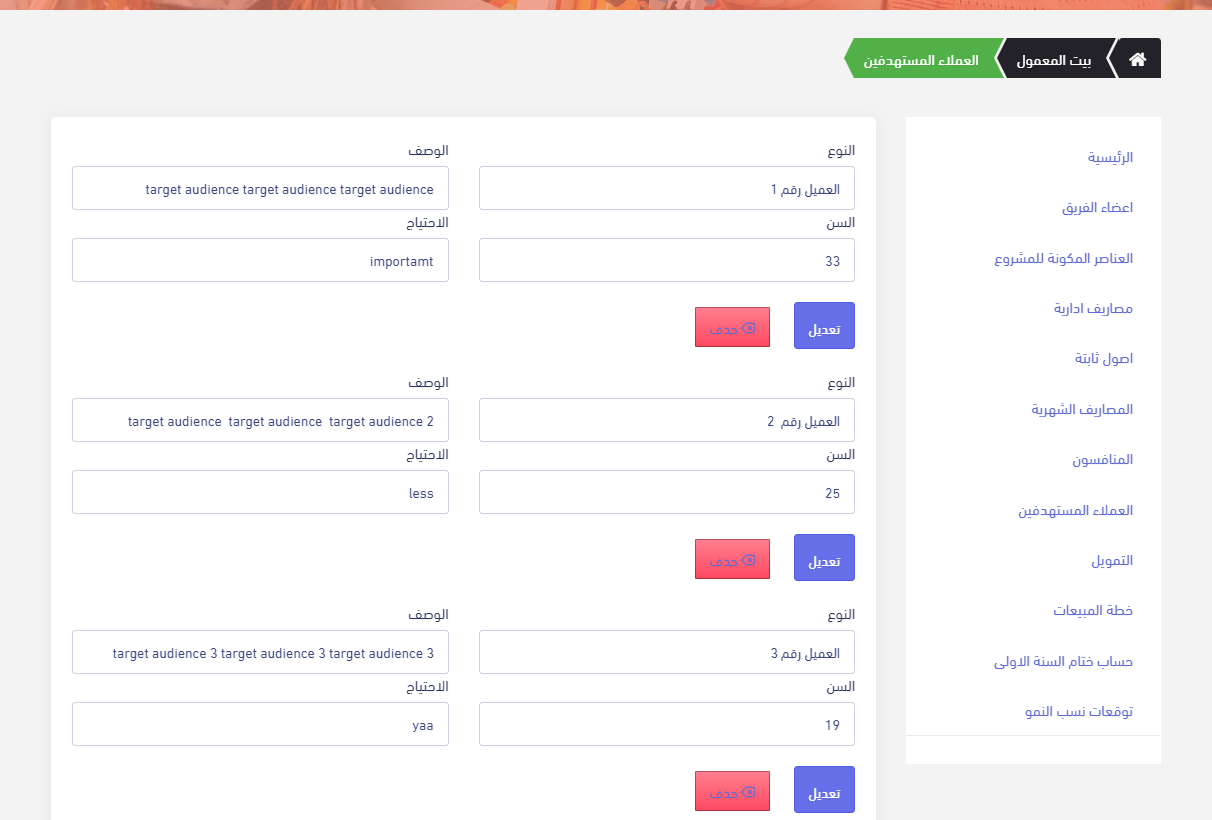 بيت المعمول
العملاء المستهدفين
الرئيسية
اعضاء الفريق
العناصر المكونة للمشروع
مصاريف ادارية
اصول ثابتة
المصاريف الشهرية
المنافسون
العملاء المستهدفين
التمويل
خطة المبيعات
حساب ختام السنة الاولى
توقعات نسب النمو
النوع
الوصف
العميل رقم 1
target audience target audience target audience
السن
الاحتياج
33
importamt
تعديل
حذف
النوع
الوصف
العميل رقم  2
target audience  target audience  target audience 2
السن
الاحتياج
25
less
تعديل
حذف
النوع
الوصف
العميل رقم 3
target audience 3 target audience 3 target audience 3
السن
الاحتياج
19
yaa
تعديل
حذف